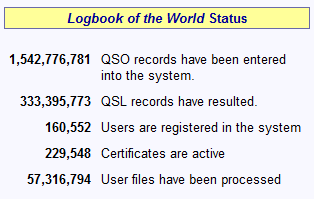 Logbook of the World Status
1,542,776,781 QSO records have been entered
into the system.
333,395,773 QSL records have resulted.
160,552 Users are registered in the system
229,548 Certificates are active
57,316,794 User files have been processed